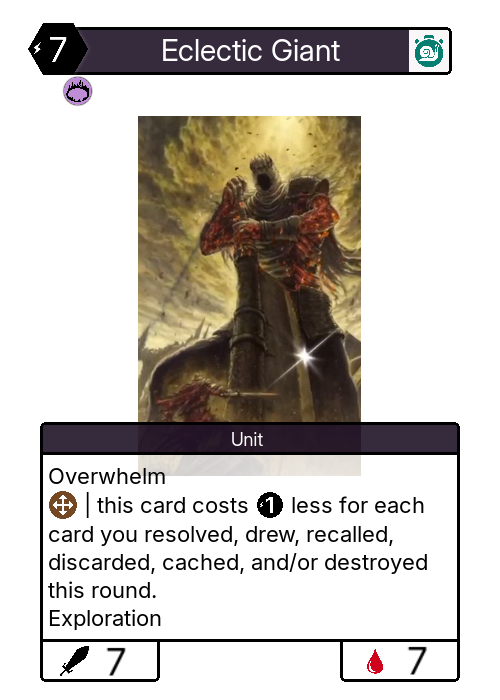 7 Eclectic Giant
Unit
Overwhelm
| this card costs 1 less for each
card you resolved, drew, recalled,
discarded, cached, and/or destroyed
this round.
Exploration
7 7